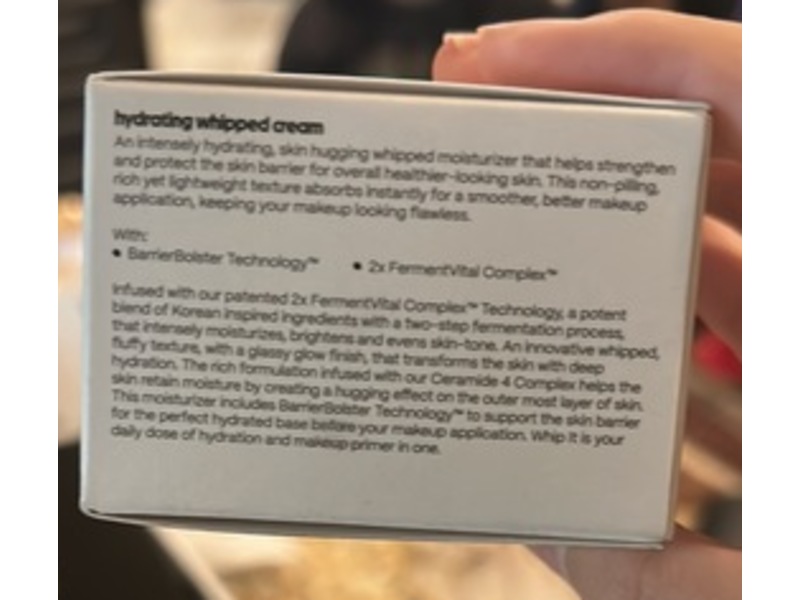 hydrating whipped cream
An intensely hydrating, skin hugging whipped moisturizer that helps strengthen
and protect the skin barrier for overall healthier-looking skin. This non-pilling,
rich yet lightweight texture absorbs instantly for a smoother, better makeup
application, keeping your makeup looking flawless.
With:
• BarrierBolster Technology™ • 2x FermentVital Complex™
Infused with our patented 2x FermentVital Complex™ Technology, a potent
blend of Korean inspired ingredients with a two-step fermentation process,
that intensely moisturizes, brightens and evens skin-tone. An innovative whipped,
fluffy texture, with a glassy glow finish, that transforms the skin with deep
hydration. The rich formulation infused with our Ceramide 4 Complex helps the
skin retain moisture by creating a hugging effect on the outer most layer of skin.
This moisturizer includes BarrierBolster Technology™ to support the skin barrier
for the perfect hydrated base before your makeup application. Whip It is your
daily dose of hydration and makeup primer in one.